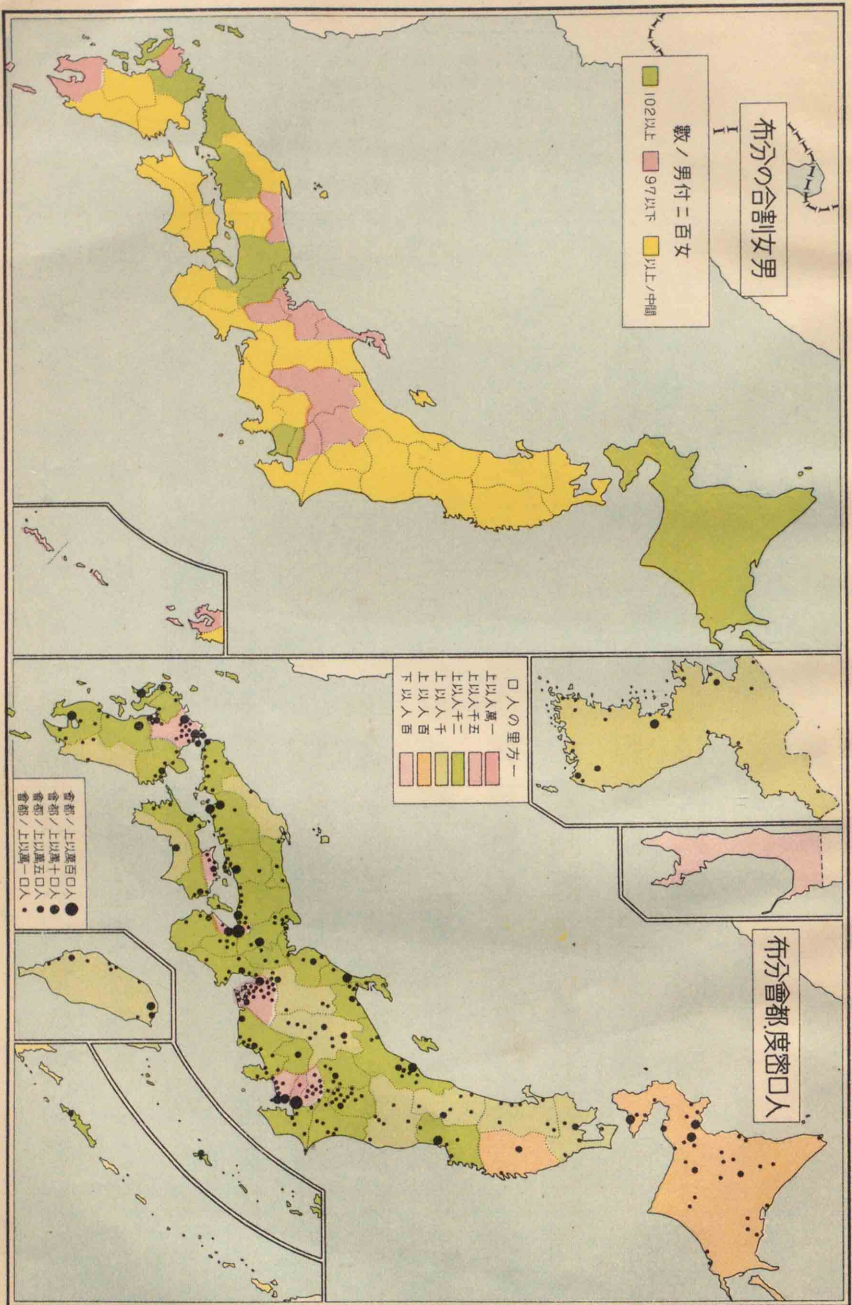 男女割合の分布
女百ニ付男ノ數
102以上
97以下
以上ノ中間
人口密度、都會分布
一方里の人口
一萬人以上
五千人以上
二千人以上
千人以上
百人以上
百人以下
人口百萬以上ノ都會
人口十萬以上ノ都會
人口五萬以上ノ都會
人口一萬以上ノ都會